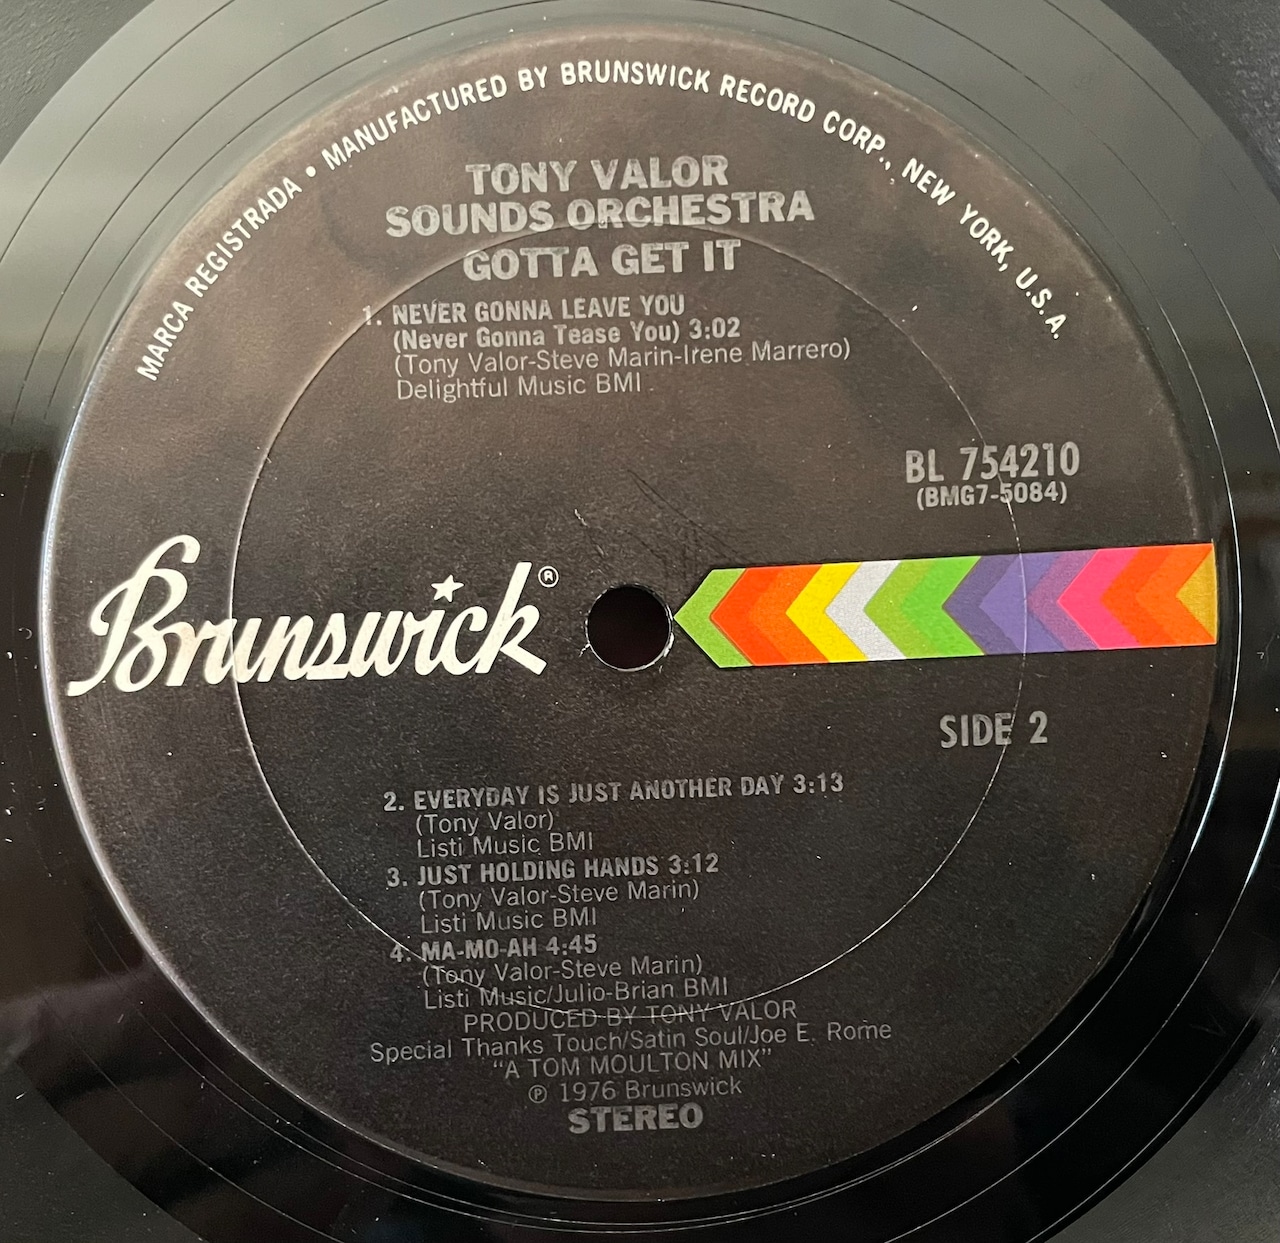 MARCA REGISTRADA • MANUFACTURED BY BRUNSWICK RECORD CORP., NEW YORK, U.S.A.
TONY VALOR
SOUNDS ORCHESTRA
GOTTA GET IT
1. NEVER GONNA LEAVE YOU
(Never Gonna Tease You) 3:02
(Tony Valor-Steve Marin-Irene Marrero)
Delightful Music BMI
BL 754210
(BMG7-5084)
Brunswick®
SIDE 2
2. EVERYDAY IS JUST ANOTHER DAY 3:13
(Tony Valor)
Listi Music BMI
3. JUST HOLDING HANDS 3:12
(Tony Valor-Steve Marin)
Listi Music BMI
4. MA-MO-AH 4:45
(Tony Valor-Steve Marin)
Listi Music/Julio-Brian BMI
PRODUCED BY TONY VALOR
Special Thanks Touch/Satin Soul/Joe E. Rome
"A TOM MOULTON MIX"
℗ 1976 Brunswick
STEREO